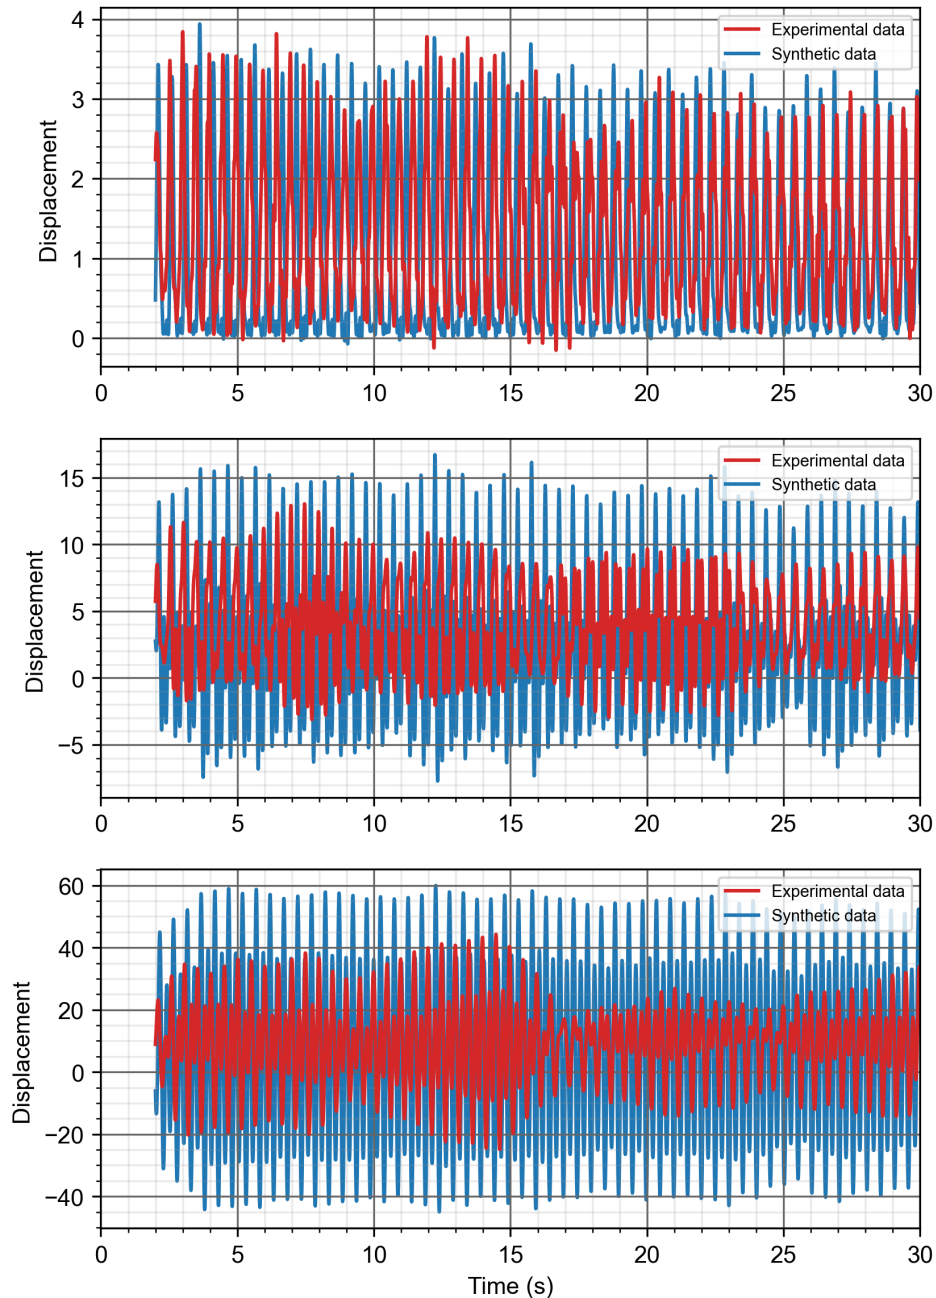 4
3
2
1
0
Displacement
Experimental data
Synthetic data
0 5 10 15 20 25 30
15
10
5
0
−5
Displacement
Experimental data
Synthetic data
0 5 10 15 20 25 30
60
40
20
0
−20
−40
Displacement
Experimental data
Synthetic data
0 5 10 15 20 25 30
Time (s)